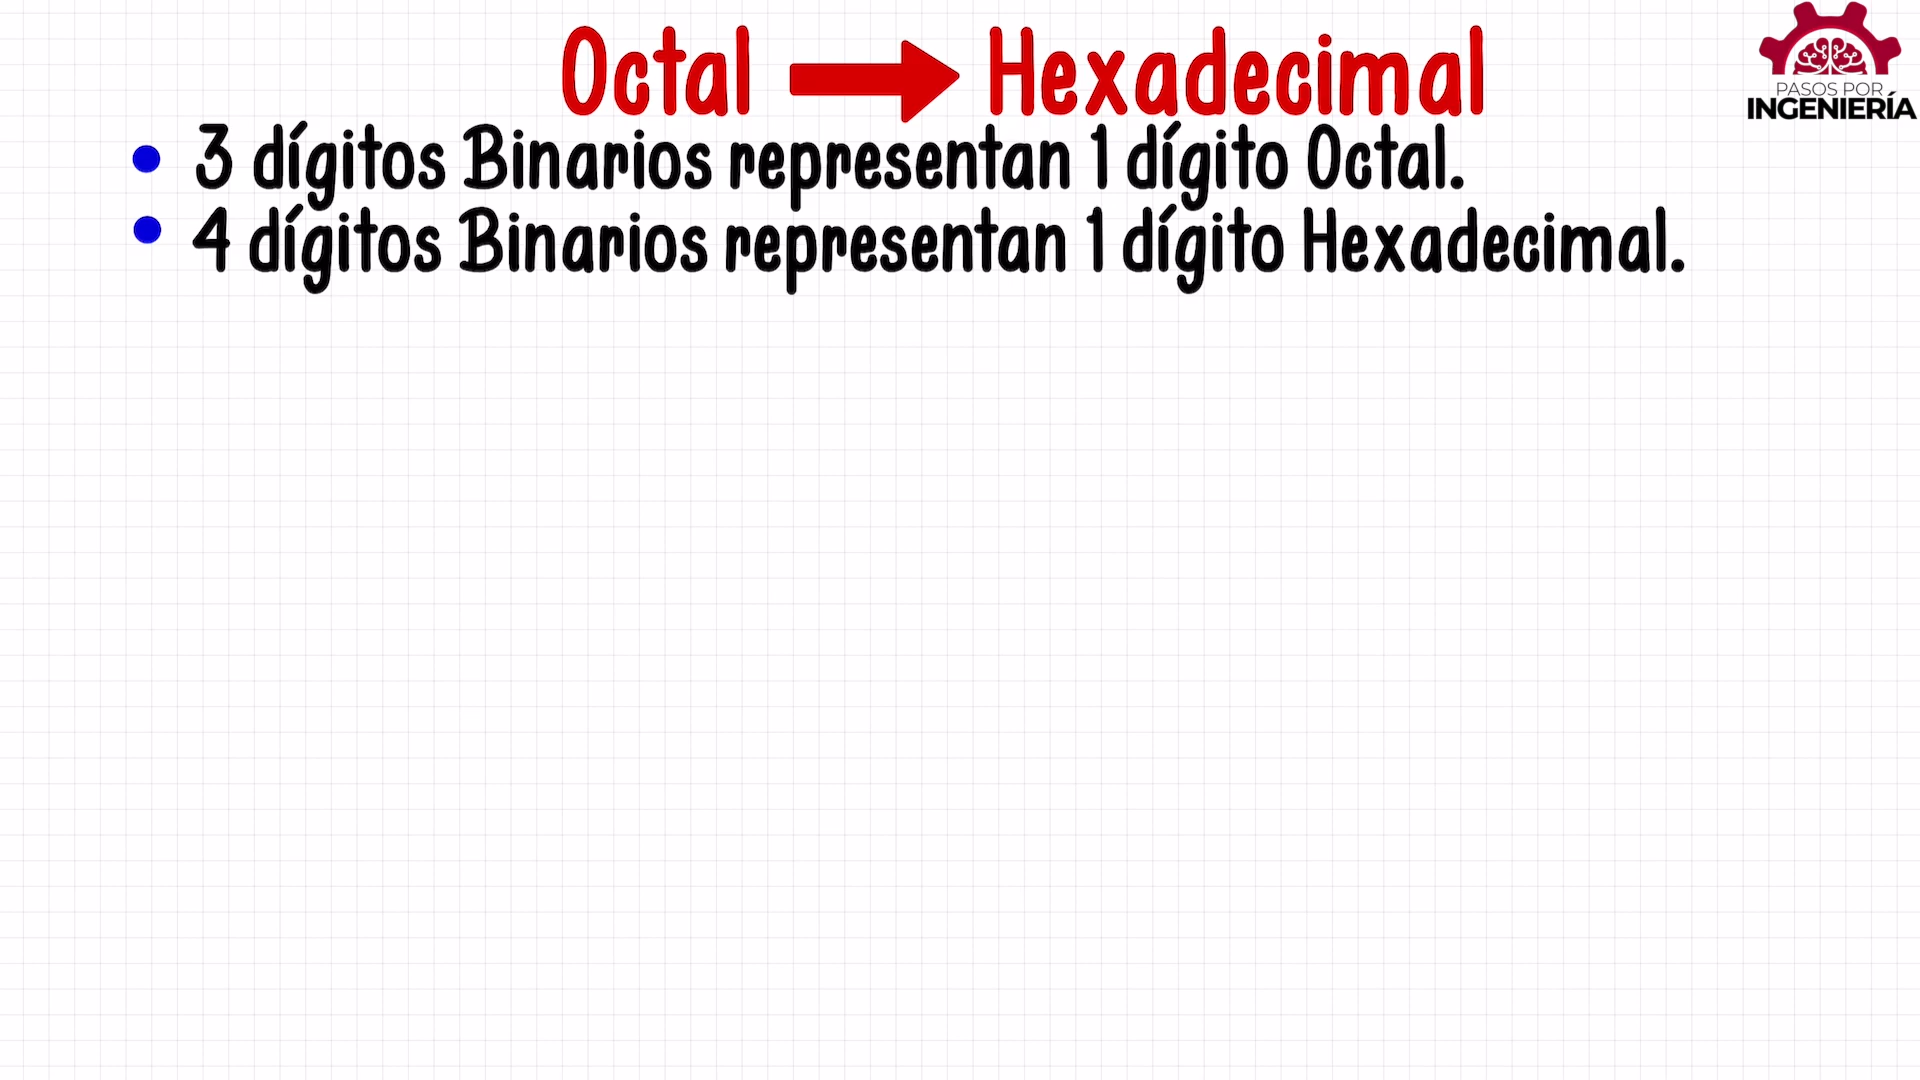 Octal Hexadecimal
PASOS POR
INGENIERÍA
• 3 dígitos Binarios representan 1 dígito Octal.
• 4 dígitos Binarios representan 1 dígito Hexadecimal.